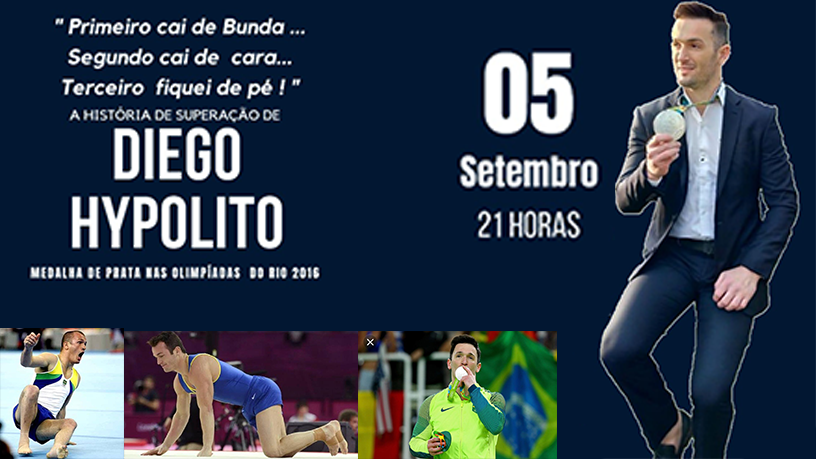 " Primeiro cai de Bunda ...
Segundo cai de cara...
Terceiro fiquei de pé ! "
A HISTÓRIA DE SUPERAÇÃO DE
DIEGO
HYPOLITO
MEDALHA DE PRATA NAS OLIMPÍADAS DO RIO 2016
05
Setembro
21 HORAS